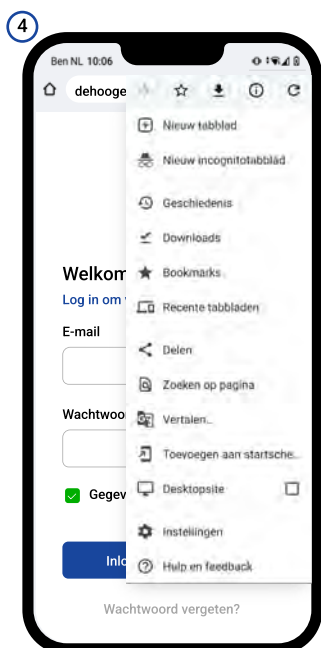 4
Ben NL 10:06
dehooge
Nieuw tabblad
Nieuw incognitotabblad
Geschiedenis
Downloads
Bookmarks
Recente tabbladen
Delen
Zoeken op pagina
Vertalen...
Toevoegen aan startsche...
Desktopsite
Instellingen
Hulp en feedback
Welkom
Log in om
E-mail
Wachtwoo
Gegev
Inlo
Wachtwoord vergeten?